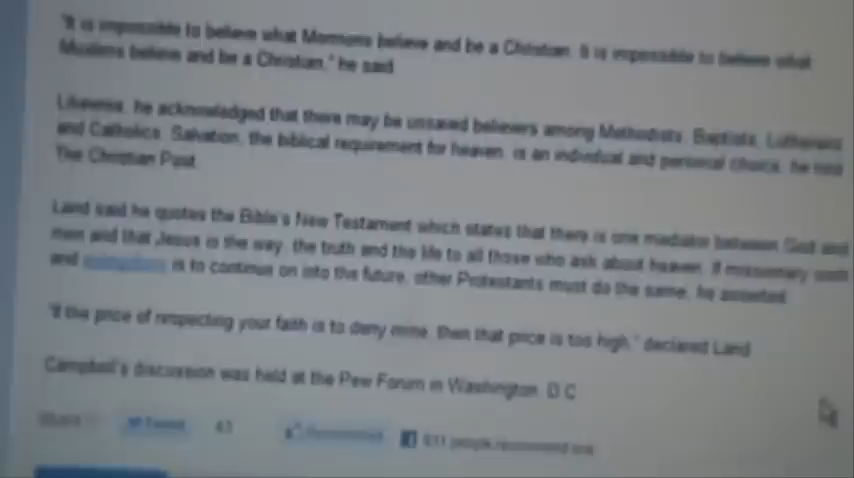 "It is impossible to believe what Mormons believe and be a Christian. It is impossible to believe what
Muslims believe and be a Christian," he said.
Likewise, he acknowledged that there may be unsaved believers among Methodists, Baptists, Lutherans
and Catholics. Salvation, the biblical requirement for heaven, is an individual and personal choice, he told
The Christian Post.
Land said he quotes the Bible's New Testament which states that there is one mediator between God and
men and that Jesus is the way, the truth and the life to all those who ask about heaven. If missionary work
and is to continue on into the future, other Protestants must do the same, he asserted.
"If the price of respecting your faith is to deny mine, then that price is too high," declared Land.
Campbell's discussion was held at the Pew Forum in Washington, D.C.
Share
Tweet
Recommend
people recommend